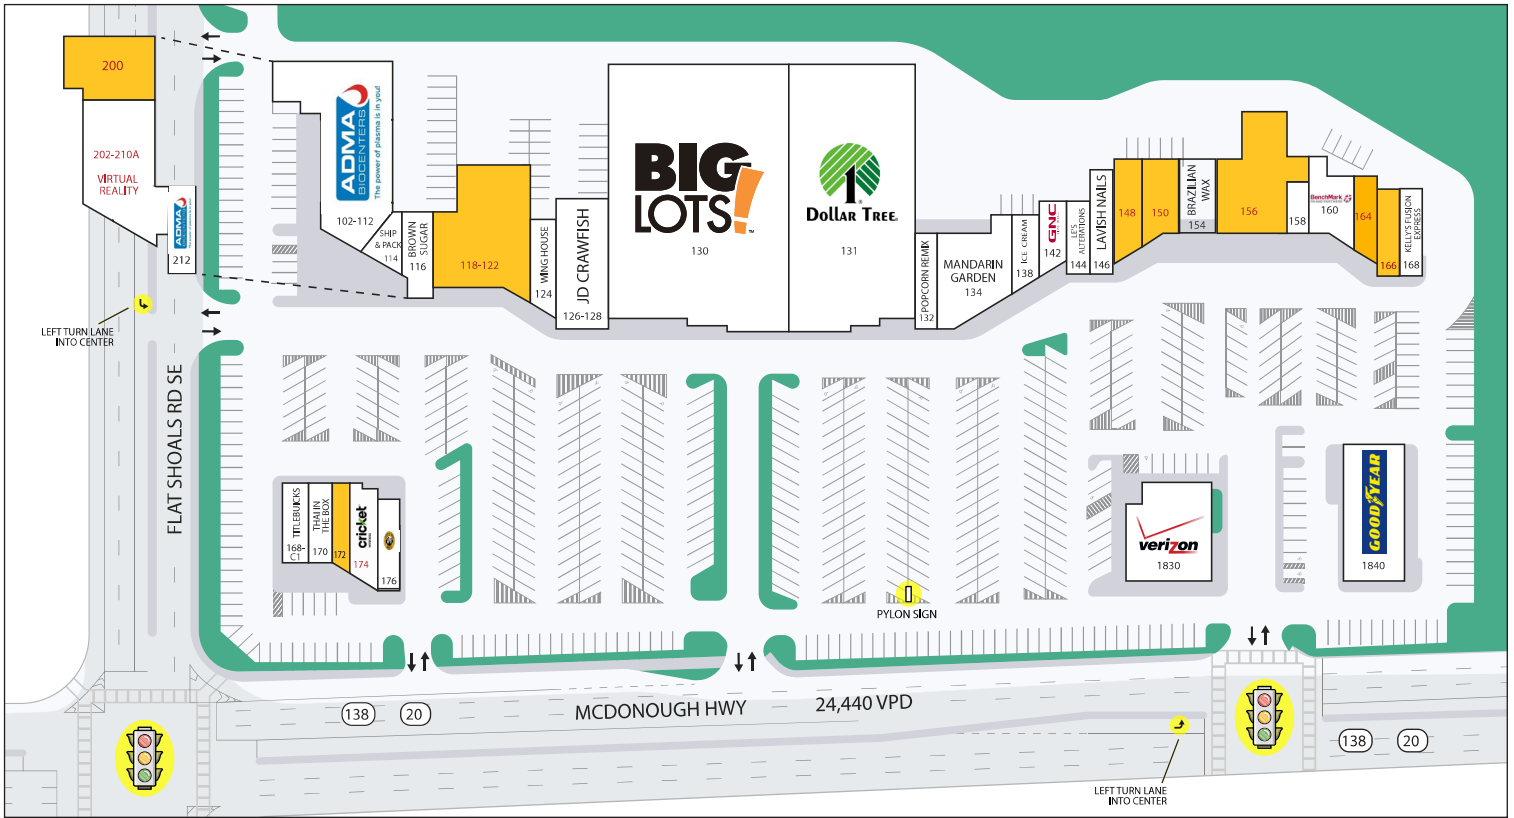 200
202-210A
VIRTUAL
REALITY
ADMA
212
ADMA
BIOCENTERS
The power of plasma is in you!
102-112
SHIP
& PACK
114
BROWN
SUGAR
116
118-122
WING HOUSE
124
JD CRAWFISH
126-128
BIG
LOTS!
130
1
DOLLAR TREE
131
POPCORN REMIX
132
MANDARIN
GARDEN
134
ICE CREAM
138
GNC
142
LE'S
ALTERATIONS
144
LAVISH NAILS
146
148
150
BRAZILIAN
WAX
154
156
158
BenchMark
160
164
166
KELLY'S FUSION
EXPRESS
168
LEFT TURN LANE
INTO CENTER
FLAT SHOALS RD SE
TITLEBUCKS
168-
C1
THAI IN
THE BOX
170
172
cricket
174
176
PYLON SIGN
verizon
1830
GOODYEAR
1840
138
20
MCDONOUGH HWY
24,440 VPD
138
20
LEFT TURN LANE
INTO CENTER